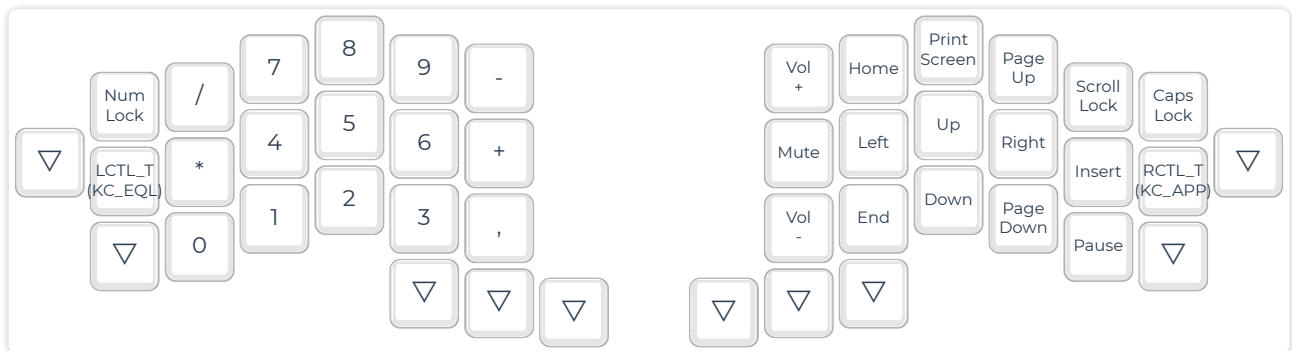 Num
Lock
/
7
8
9
-
▽
LCTL_T
(KC_EQL)
*
4
5
6
+
▽
0
1
2
3
,
▽
▽
▽
Vol
+
Home
Print
Screen
Page
Up
Scroll
Lock
Caps
Lock
Mute
Left
Up
Right
Insert
RCTL_T
(KC_APP)
▽
Vol
-
End
Down
Page
Down
Pause
▽
▽
▽
▽